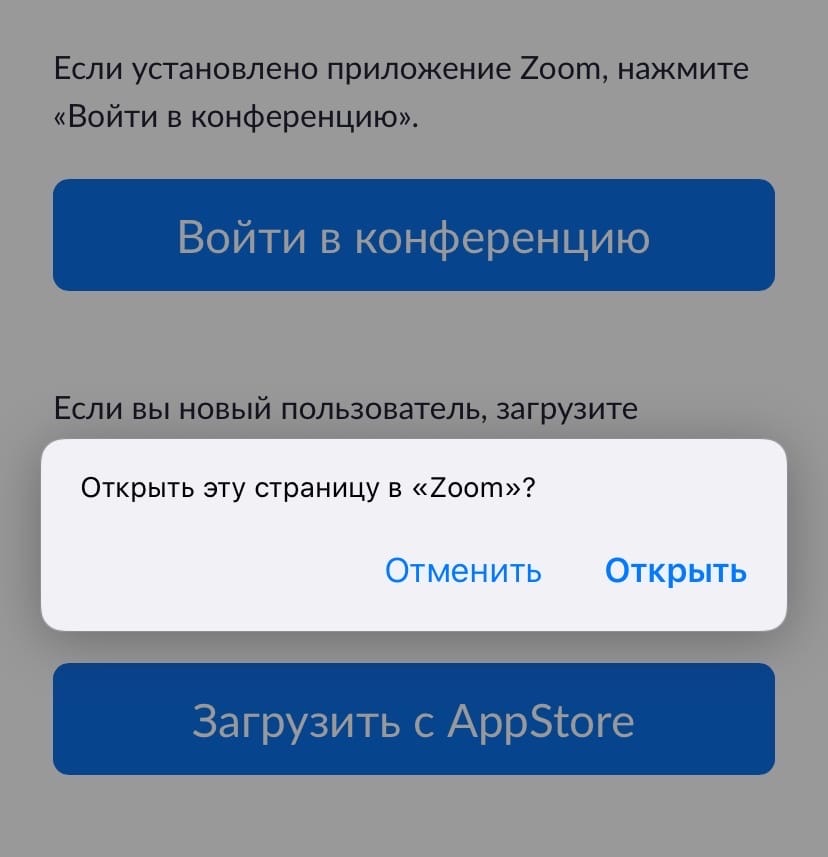 Если установлено приложение Zoom, нажмите
«Войти в конференцию».
Войти в конференцию
Если вы новый пользователь, загрузите
Открыть эту страницу в «Zoom»?
Отменить Открыть
Загрузить с AppStore